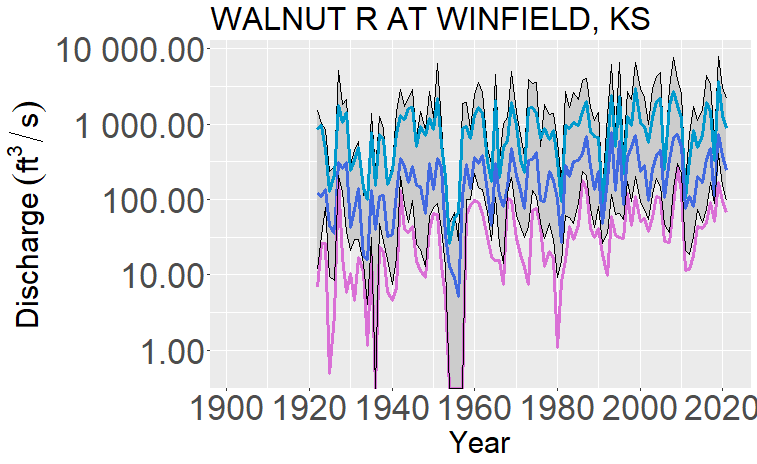 WALNUT R AT WINFIELD, KS
Discharge (ft³/s)
10 000.00
1 000.00
100.00
10.00
1.00
1900 1920 1940 1960 1980 2000 2020
Year